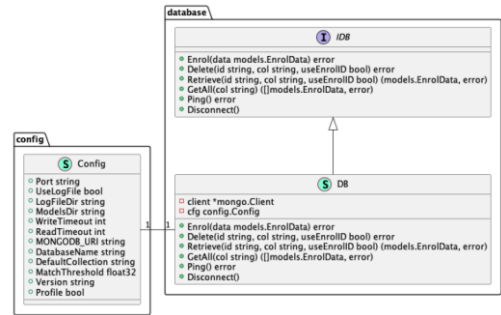 database
I IDB
Enrol(data models.EnrolData) error
Delete(id string, col string, useEnrolID bool) error
Retrieve(id string, col string, useEnrolID bool) (models.EnrolData, error)
GetAll(col string) ([]models.EnrolData, error)
Ping() error
Disconnect()
config
S Config
Port string
UseLogFile bool
LogFileDir string
ModelsDir string
WriteTimeout int
ReadTimeout int
MONGODB_URI string
DatabaseName string
DefaultCollection string
MatchThreshold float32
Version string
Profile bool
1 1
S DB
client *mongo.Client
cfg config.Config
Enrol(data models.EnrolData) error
Delete(id string, col string, useEnrolID bool) error
Retrieve(id string, col string, useEnrolID bool) (models.EnrolData, error)
GetAll(col string) ([]models.EnrolData, error)
Ping() error
Disconnect()